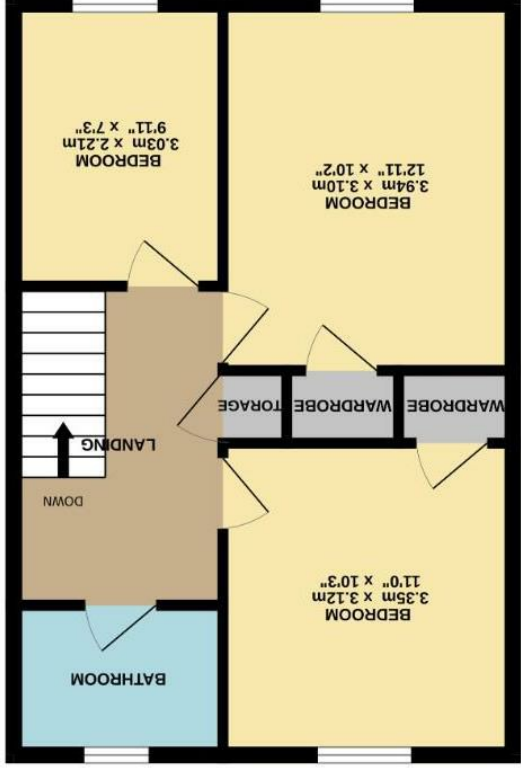 BATHROOM
BEDROOM
3.35m x 3.12m
11'0" x 10'3"
DOWN
LANDING
WARDROBE
WARDROBE
TORAGE
BEDROOM
3.94m x 3.10m
12'11" x 10'2"
BEDROOM
3.03m x 2.21m
9'11" x 7'3"